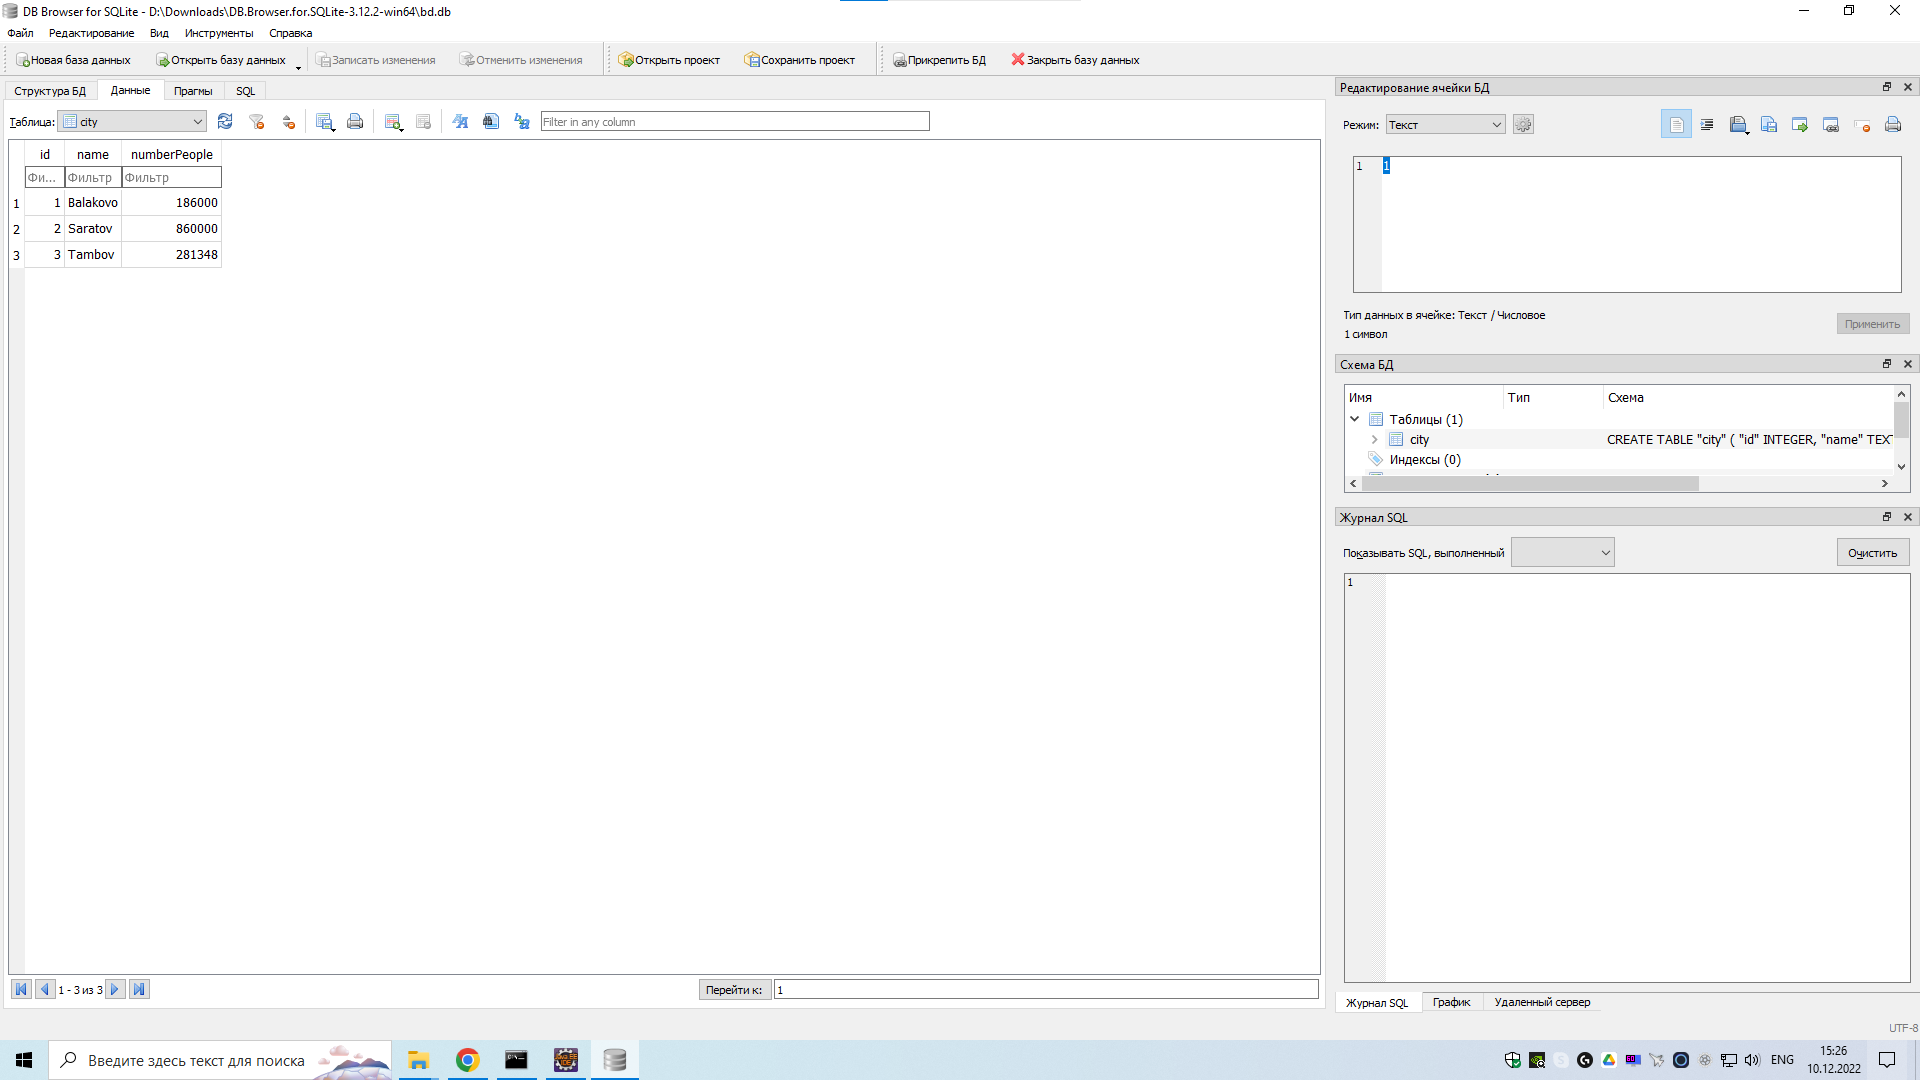 DB Browser for SQLite - D:\Downloads\DB.Browser.for.SQLite-3.12.2-win64\bd.db
Файл Редактирование Вид Инструменты Справка
Новая база данных Открыть базу данных Записать изменения Отменить изменения Открыть проект Сохранить проект Прикрепить БД Закрыть базу данных
Структура БД Данные Прагмы SQL
Таблица: city Filter in any column
id name numberPeople
Фи... Фильтр Фильтр
1 1 Balakovo 186000
2 2 Saratov 860000
3 3 Tambov 281348
1 - 3 из 3 Перейти к: 1
Редактирование ячейки БД
Режим: Текст
1 1
Тип данных в ячейке: Текст / Числовое
1 символ
Применить
Схема БД
Имя Тип Схема
Таблицы (1)
city CREATE TABLE "city" ( "id" INTEGER, "name" TEXT
Индексы (0)
Журнал SQL
Показывать SQL, выполненный Очистить
1
Журнал SQL График Удаленный сервер
UTF-8
Введите здесь текст для поиска
ENG 15:26
10.12.2022